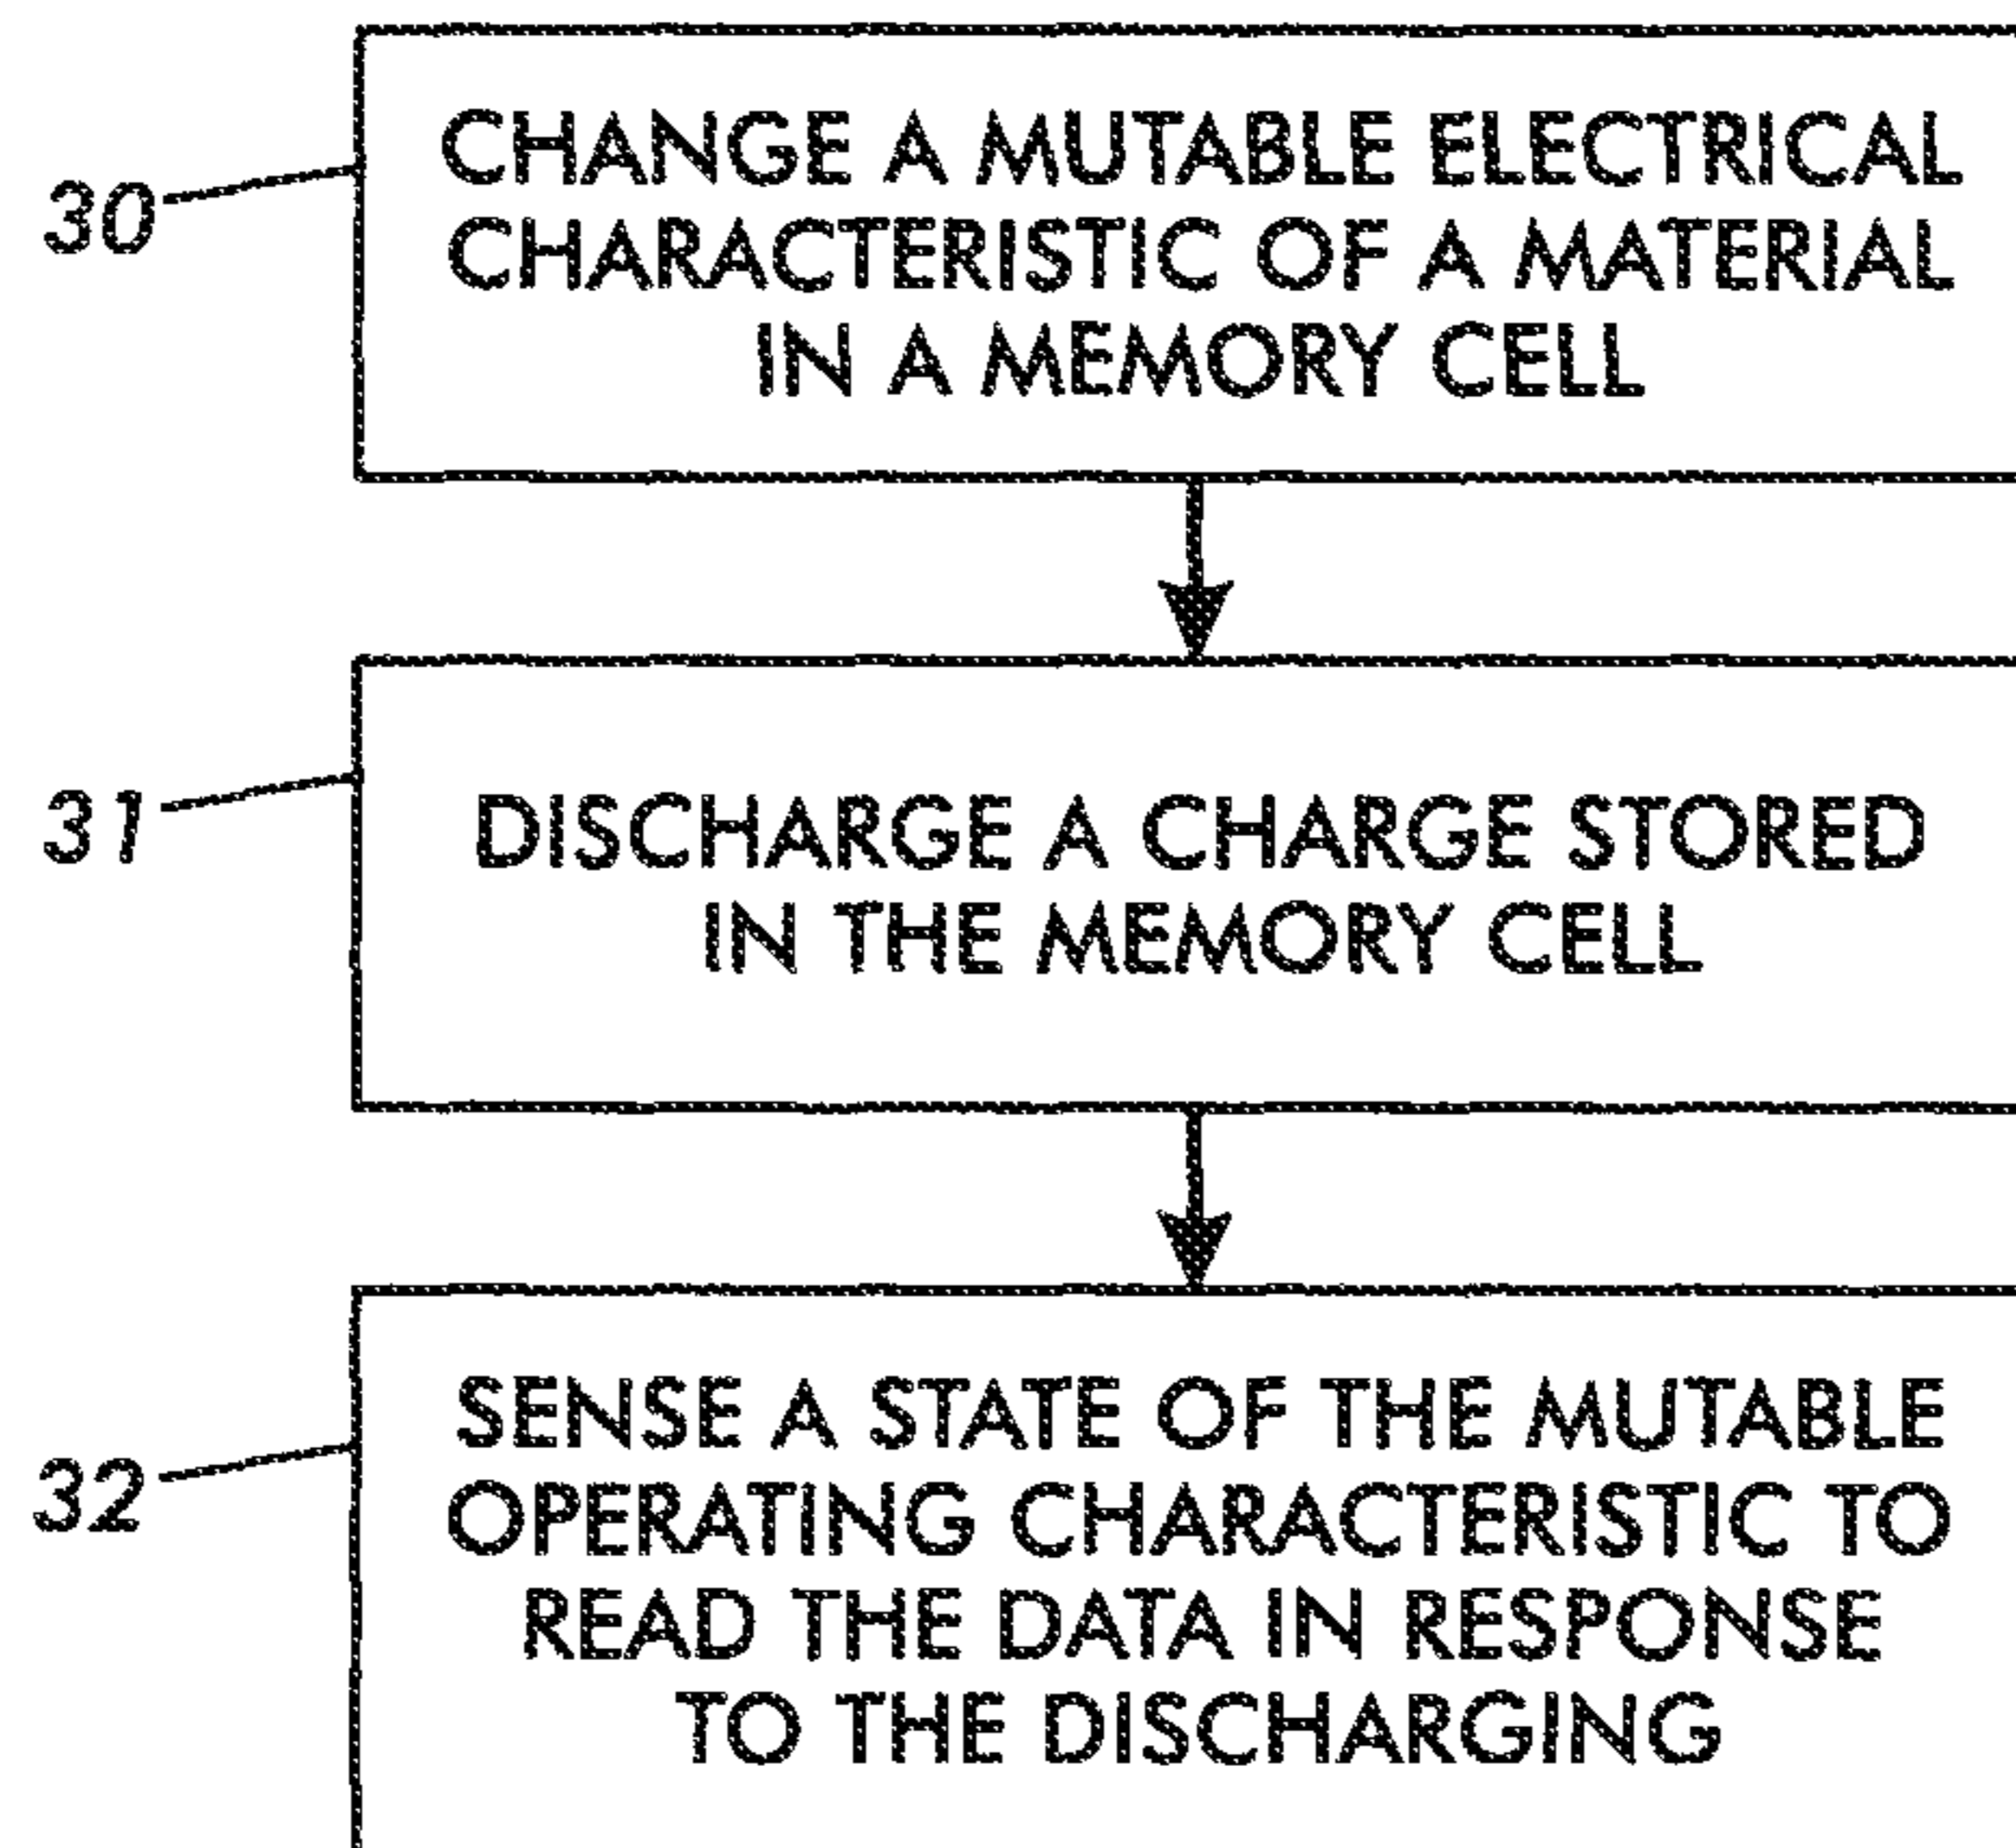 30
CHANGE A MUTABLE ELECTRICAL
CHARACTERISTIC OF A MATERIAL
IN A MEMORY CELL
31
DISCHARGE A CHARGE STORED
IN THE MEMORY CELL
32
SENSE A STATE OF THE MUTABLE
OPERATING CHARACTERISTIC TO
READ THE DATA IN RESPONSE
TO THE DISCHARGING